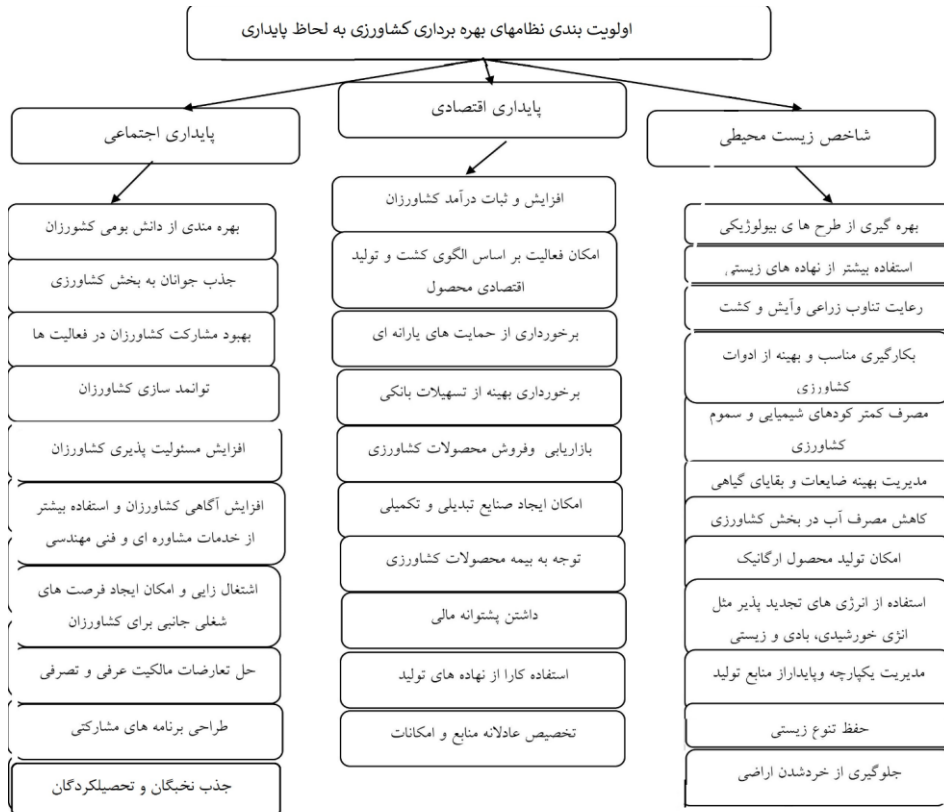 اولویت بندی نظامهای بهره برداری کشاورزی به لحاظ پایداری
شاخص زیست محیطی
بهره گیری از طرح ها ی بیولوژیکی
استفاده بیشتر از نهاده های زیستی
رعایت تناوب زراعی وآیش و کشت
بکارگیری مناسب و بهینه از ادوات
کشاورزی
مصرف کمتر کودهای شیمیایی و سموم
کشاورزی
مدیریت بهینه ضایعات و بقایای گیاهی
کاهش مصرف آب در بخش کشاورزی
امکان تولید محصول ارگانیک
استفاده از انرژی های تجدید پذیر مثل
انژی خورشیدی، بادی و زیستی
مدیریت یکپارچه وپایداراز منابع تولید
حفظ تنوع زیستی
جلوگیری از خردشدن اراضی
پایداری اقتصادی
افزایش و ثبات درآمد کشاورزان
امکان فعالیت بر اساس الگوی کشت و تولید
اقتصادی محصول
برخورداری از حمایت های یارانه ای
برخورداری بهینه از تسهیلات بانکی
بازاریابی وفروش محصولات کشاورزی
امکان ایجاد صنایع تبدیلی و تکمیلی
توجه به بیمه محصولات کشاورزی
داشتن پشتوانه مالی
استفاده کارا از نهاده های تولید
تخصیص عادلانه منابع و امکانات
پایداری اجتماعی
بهره مندی از دانش بومی کشورزان
جذب جوانان به بخش کشاورزی
بهبود مشارکت کشاورزان در فعالیت ها
توانمد سازی کشاورزان
افزایش مسئولیت پذیری کشاورزان
افزایش آگاهی کشاورزان و استفاده بیشتر
از خدمات مشاوره ای و فنی مهندسی
اشتغال زایی و امکان ایجاد فرصت های
شغلی جانبی برای کشاورزان
حل تعارضات مالکیت عرفی و تصرفی
طراحی برنامه های مشارکتی
جذب نخبگان و تحصیلکردگان